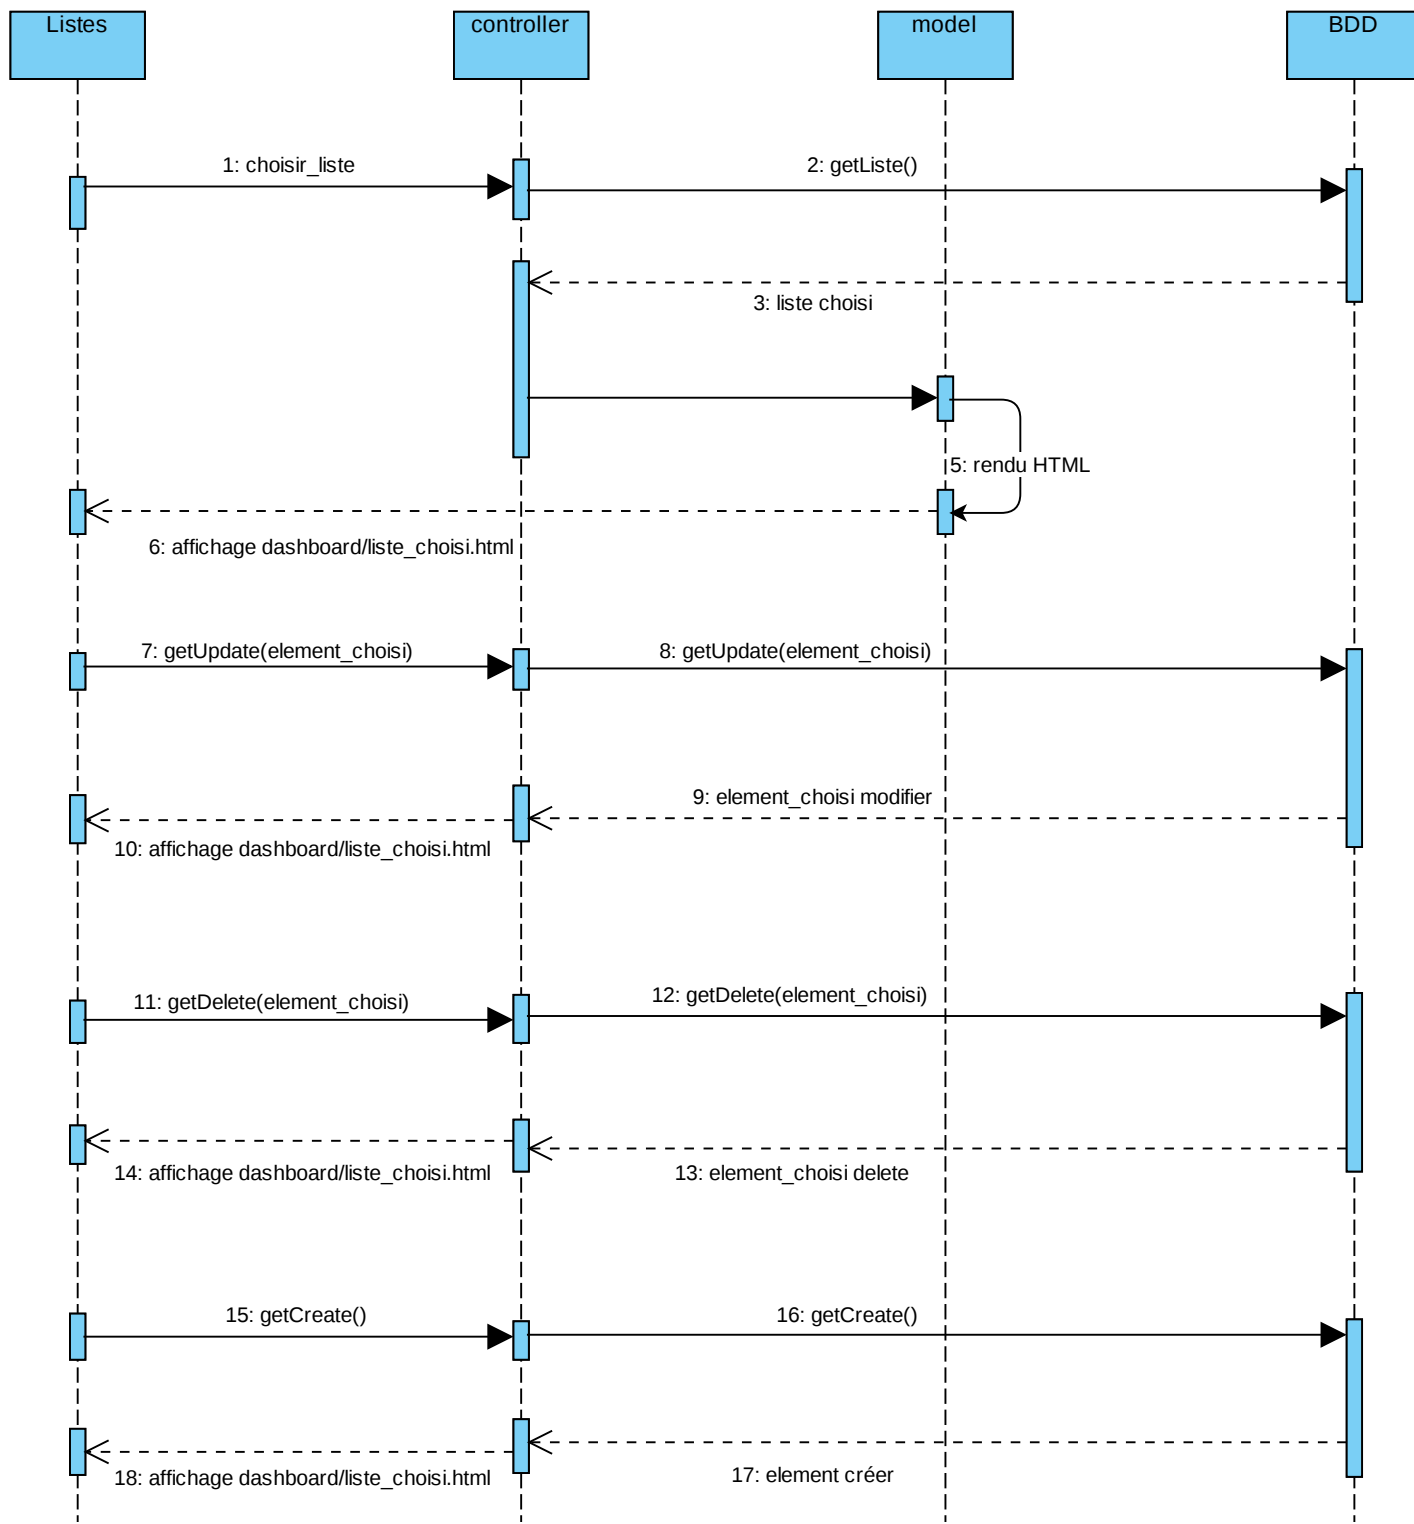 Listes
controller
model
BDD
1: choisir_liste
2: getListe()
3: liste choisi
5: rendu HTML
6: affichage dashboard/liste_choisi.html
7: getUpdate(element_choisi)
8: getUpdate(element_choisi)
9: element_choisi modifier
10: affichage dashboard/liste_choisi.html
11: getDelete(element_choisi)
12: getDelete(element_choisi)
14: affichage dashboard/liste_choisi.html
13: element_choisi delete
15: getCreate()
16: getCreate()
18: affichage dashboard/liste_choisi.html
17: element créer